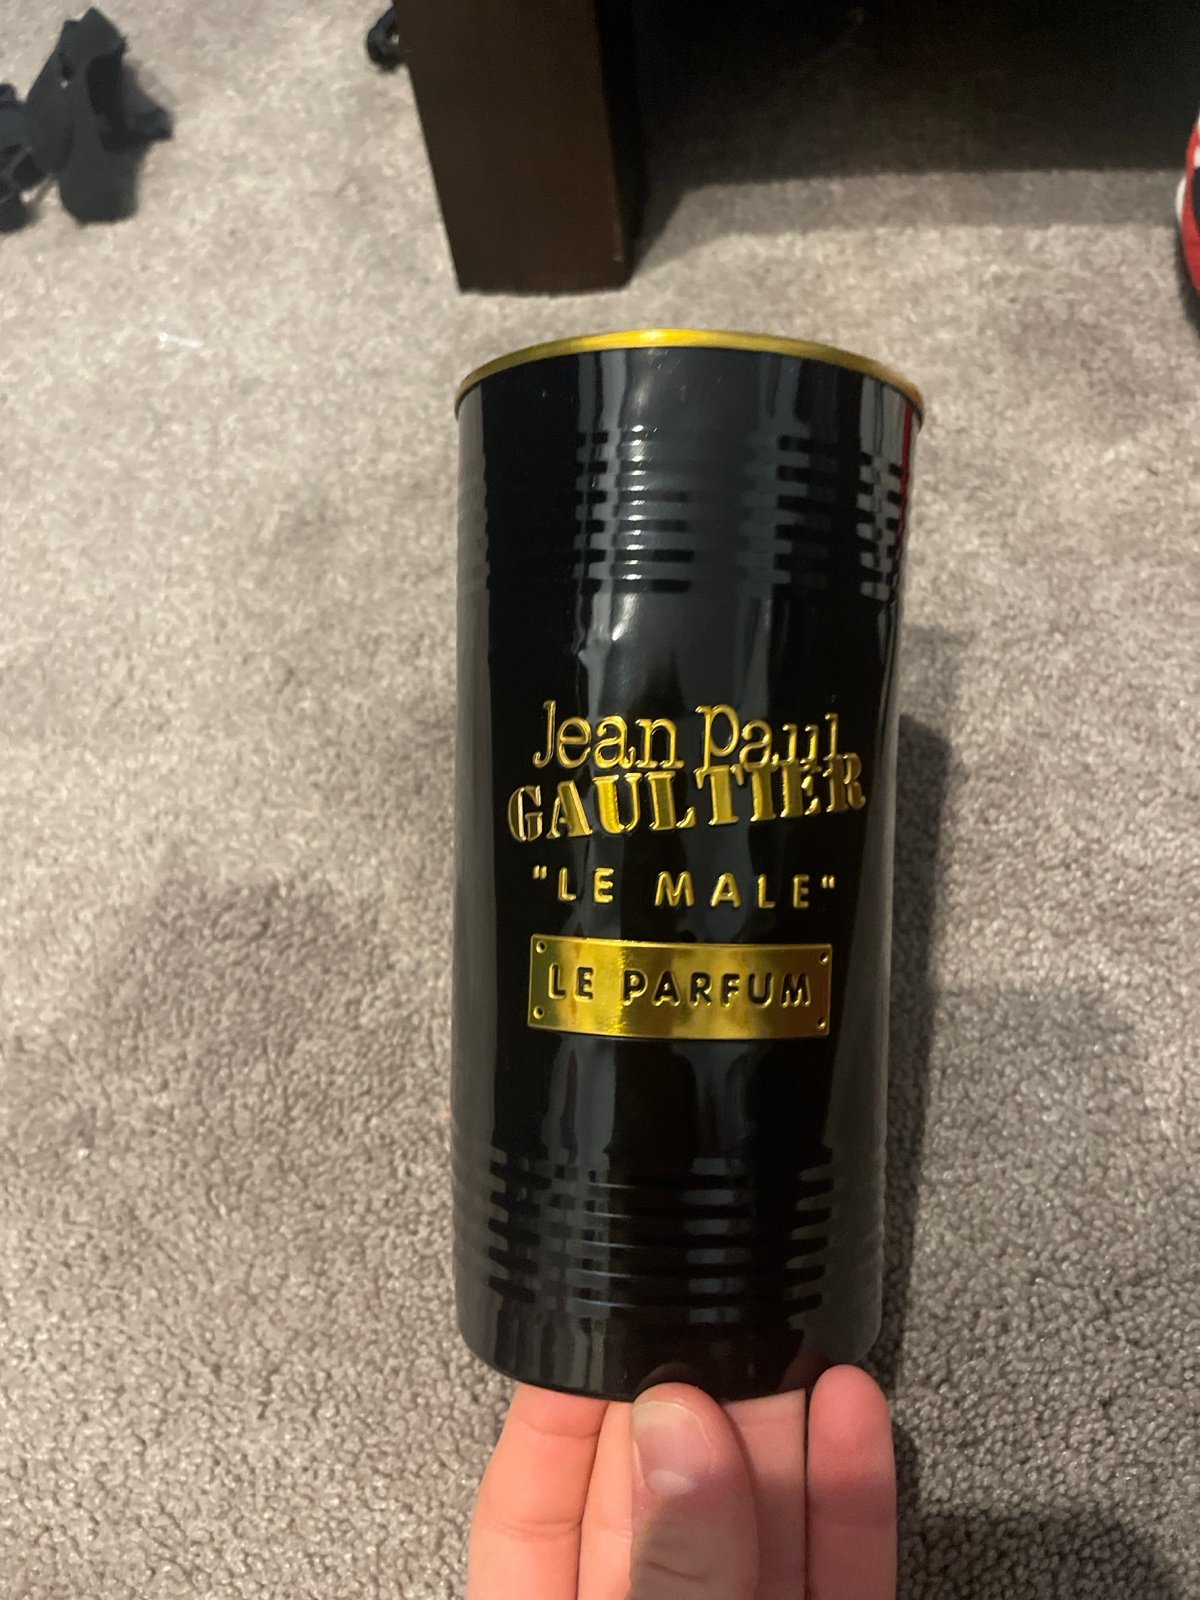 Jean Paul
GAULTIER
"LE MALE"
LE PARFUM